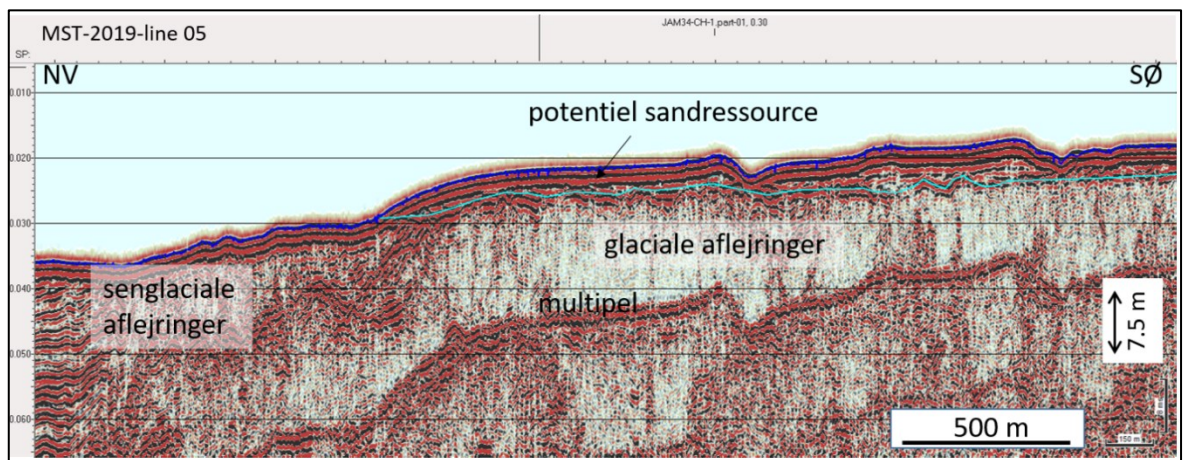 MST-2019-line 05
JAM34-CH-1.part-01, 0.30
SP:
NV
SØ
0.010
potentiel sandressource
0.020
0.030
glaciale aflejringer
senglaciale
aflejringer
0.040
multipel
7.5 m
0.050
0.060
500 m
150 m